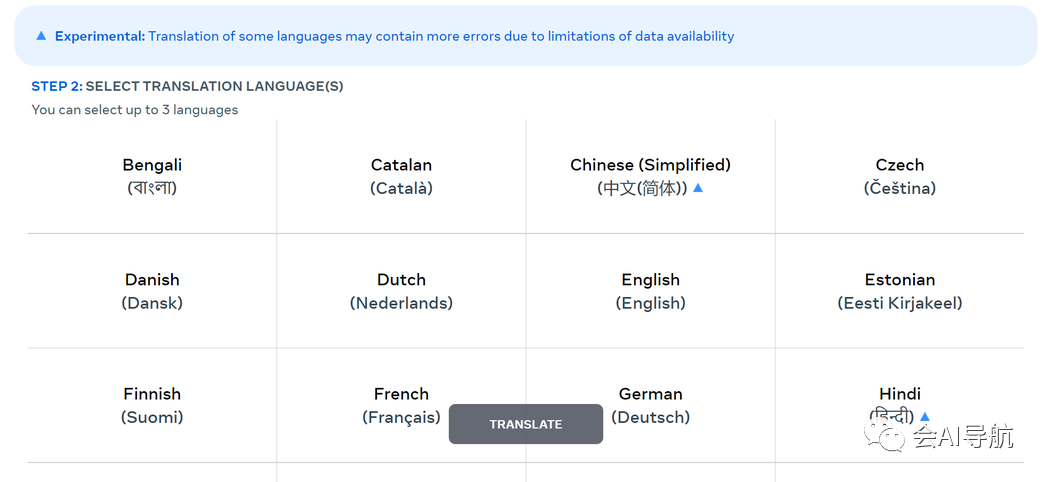 ▲ Experimental: Translation of some languages may contain more errors due to limitations of data availability
STEP 2: SELECT TRANSLATION LANGUAGE(S)
You can select up to 3 languages
Bengali
(বাংলা)
Catalan
(Català)
Chinese (Simplified)
(中文(简体)) ▲
Czech
(Čeština)
Danish
(Dansk)
Dutch
(Nederlands)
English
(English)
Estonian
(Eesti Kirjakeel)
Finnish
(Suomi)
French
(Français)
German
(Deutsch)
Hindi
(हिन्दी) ▲
TRANSLATE
会AI导航